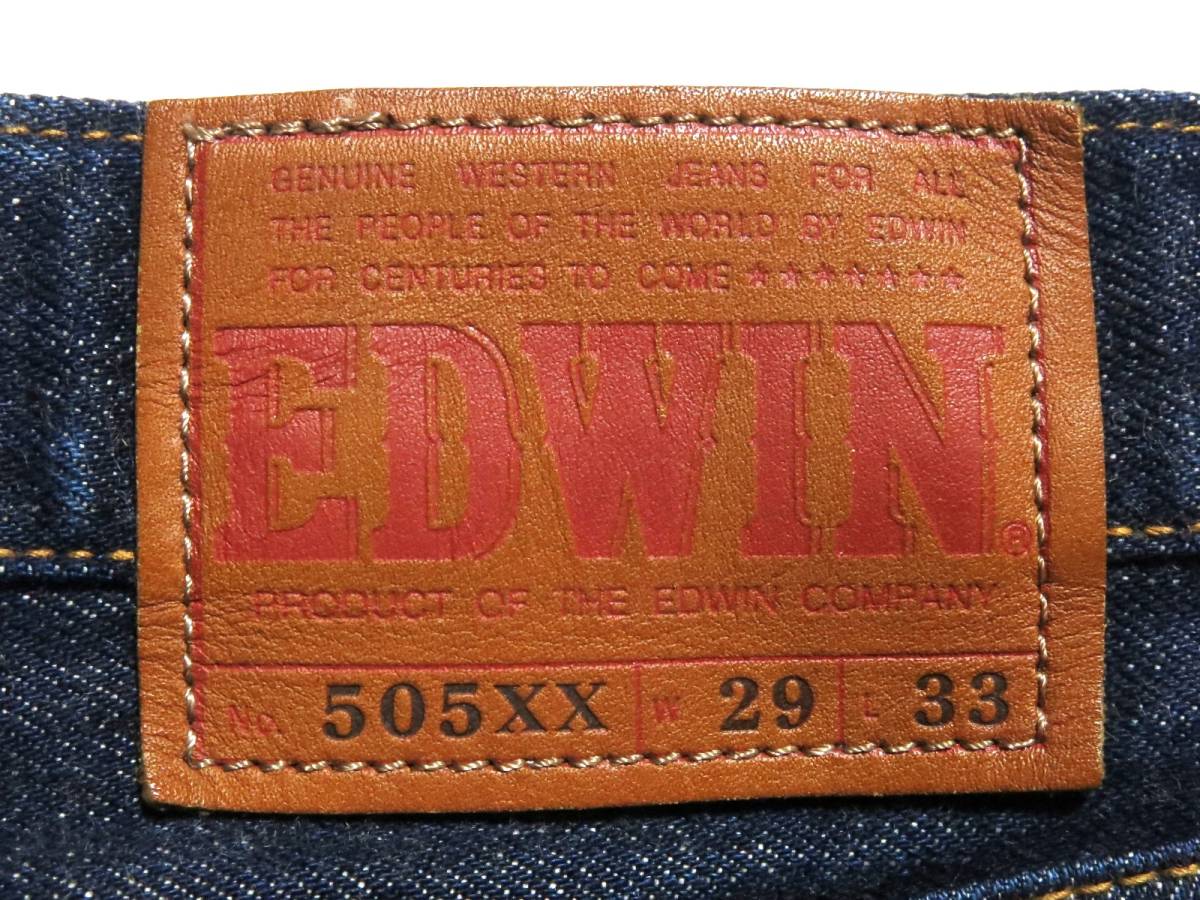 GENUINE WESTERN JEANS FOR ALL
THE PEOPLE OF THE WORLD BY EDWIN
FOR CENTURIES TO COME ★★★★★★★
EDWIN®
PRODUCT OF THE EDWIN COMPANY
No. 505XX W 29 L 33